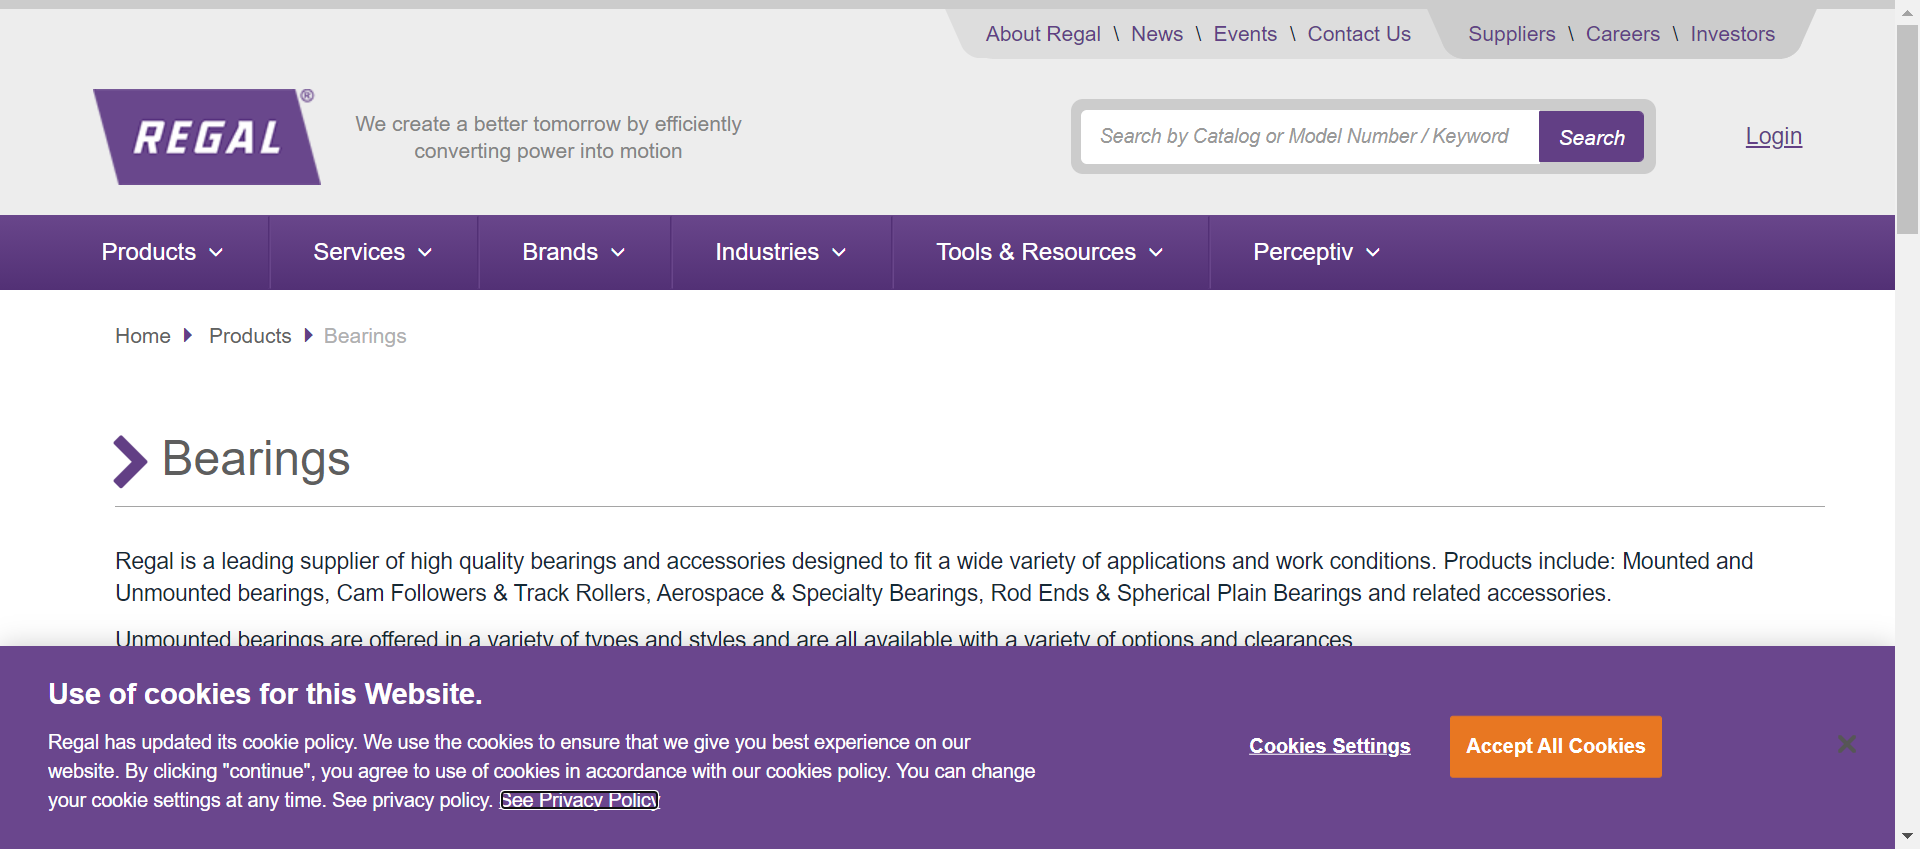 About Regal \ News \ Events \ Contact Us
Suppliers \ Careers \ Investors
REGAL®
We create a better tomorrow by efficiently
converting power into motion
Search by Catalog or Model Number / Keyword
Search
Login
Products
Services
Brands
Industries
Tools & Resources
Perceptiv
Home Products Bearings
Bearings
Regal is a leading supplier of high quality bearings and accessories designed to fit a wide variety of applications and work conditions. Products include: Mounted and
Unmounted bearings, Cam Followers & Track Rollers, Aerospace & Specialty Bearings, Rod Ends & Spherical Plain Bearings and related accessories.
Unmounted bearings are offered in a variety of types and styles and are all available with a variety of options and clearances
Use of cookies for this Website.
Regal has updated its cookie policy. We use the cookies to ensure that we give you best experience on our
website. By clicking "continue", you agree to use of cookies in accordance with our cookies policy. You can change
your cookie settings at any time. See privacy policy. See Privacy Policy
Cookies Settings
Accept All Cookies